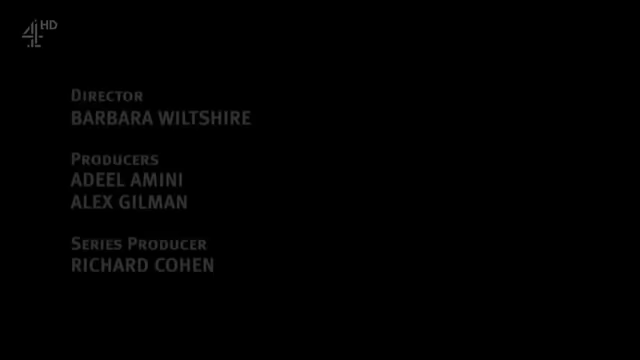 4 HD
DIRECTOR
BARBARA WILTSHIRE
PRODUCERS
ADEEL AMINI
ALEX GILMAN
SERIES PRODUCER
RICHARD COHEN